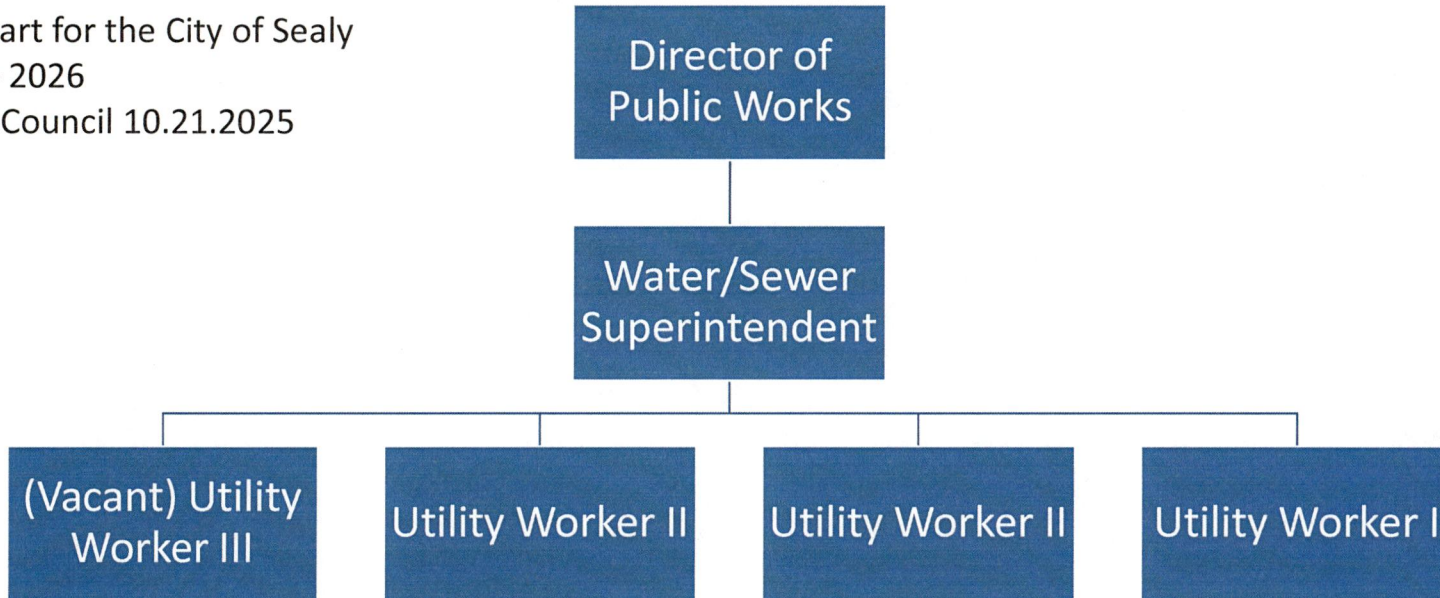 art for the City of Sealy
2026
Council 10.21.2025
Director of
Public Works
Water/Sewer
Superintendent
(Vacant) Utility
Worker III
Utility Worker II
Utility Worker II
Utility Worker I